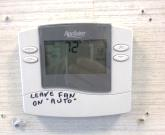 Aprilaire
72°
LEAVE FAN
ON "AUTO"